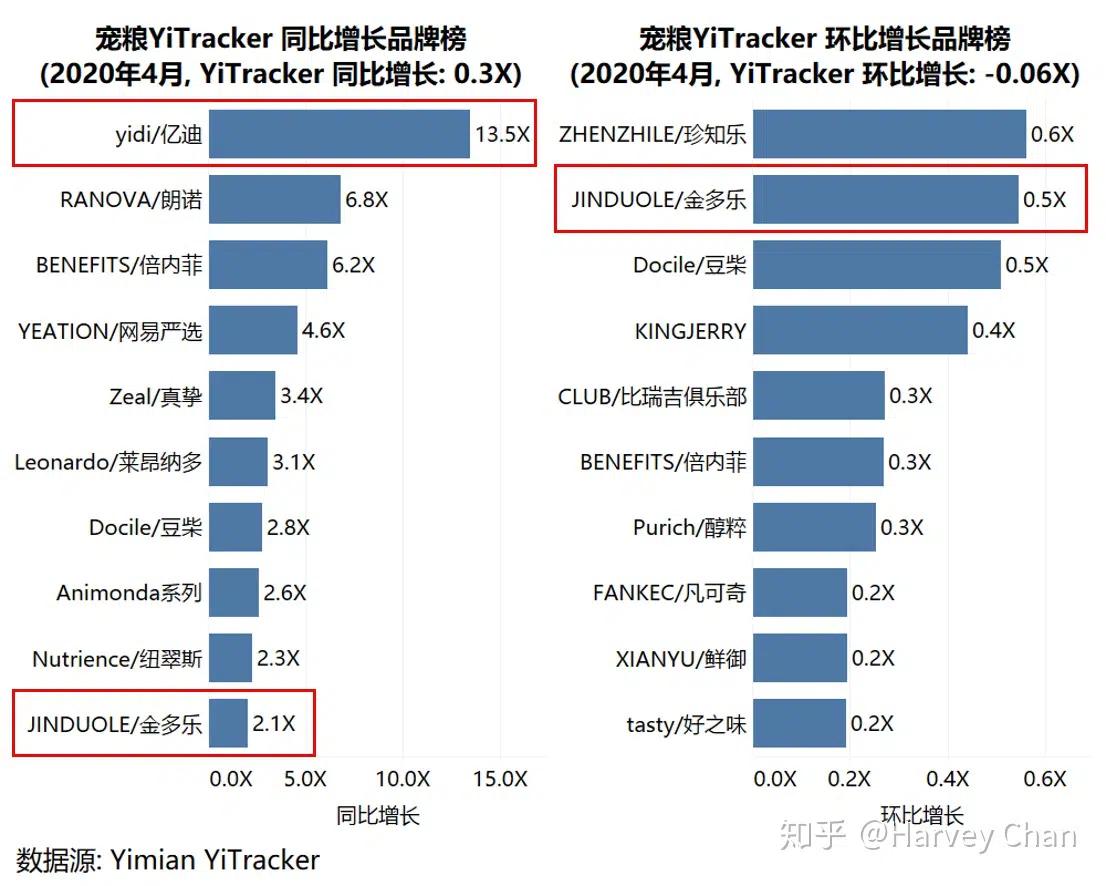 宠粮YiTracker 同比增长品牌榜
(2020年4月, YiTracker 同比增长: 0.3X)
yidi/亿迪 13.5X
RANOVA/朗诺 6.8X
BENEFITS/倍内菲 6.2X
YEATION/网易严选 4.6X
Zeal/真挚 3.4X
Leonardo/莱昂纳多 3.1X
Docile/豆柴 2.8X
Animonda系列 2.6X
Nutrience/纽翠斯 2.3X
JINDUOLE/金多乐 2.1X
0.0X 5.0X 10.0X 15.0X
同比增长
宠粮YiTracker 环比增长品牌榜
(2020年4月, YiTracker 环比增长: -0.06X)
ZHENZHILE/珍知乐 0.6X
JINDUOLE/金多乐 0.5X
Docile/豆柴 0.5X
KINGJERRY 0.4X
CLUB/比瑞吉俱乐部 0.3X
BENEFITS/倍内菲 0.3X
Purich/醇粹 0.3X
FANKEC/凡可奇 0.2X
XIANYU/鲜御 0.2X
tasty/好之味 0.2X
0.0X 0.2X 0.4X 0.6X
环比增长
知乎 @Harvey Chan
数据源: Yimian YiTracker